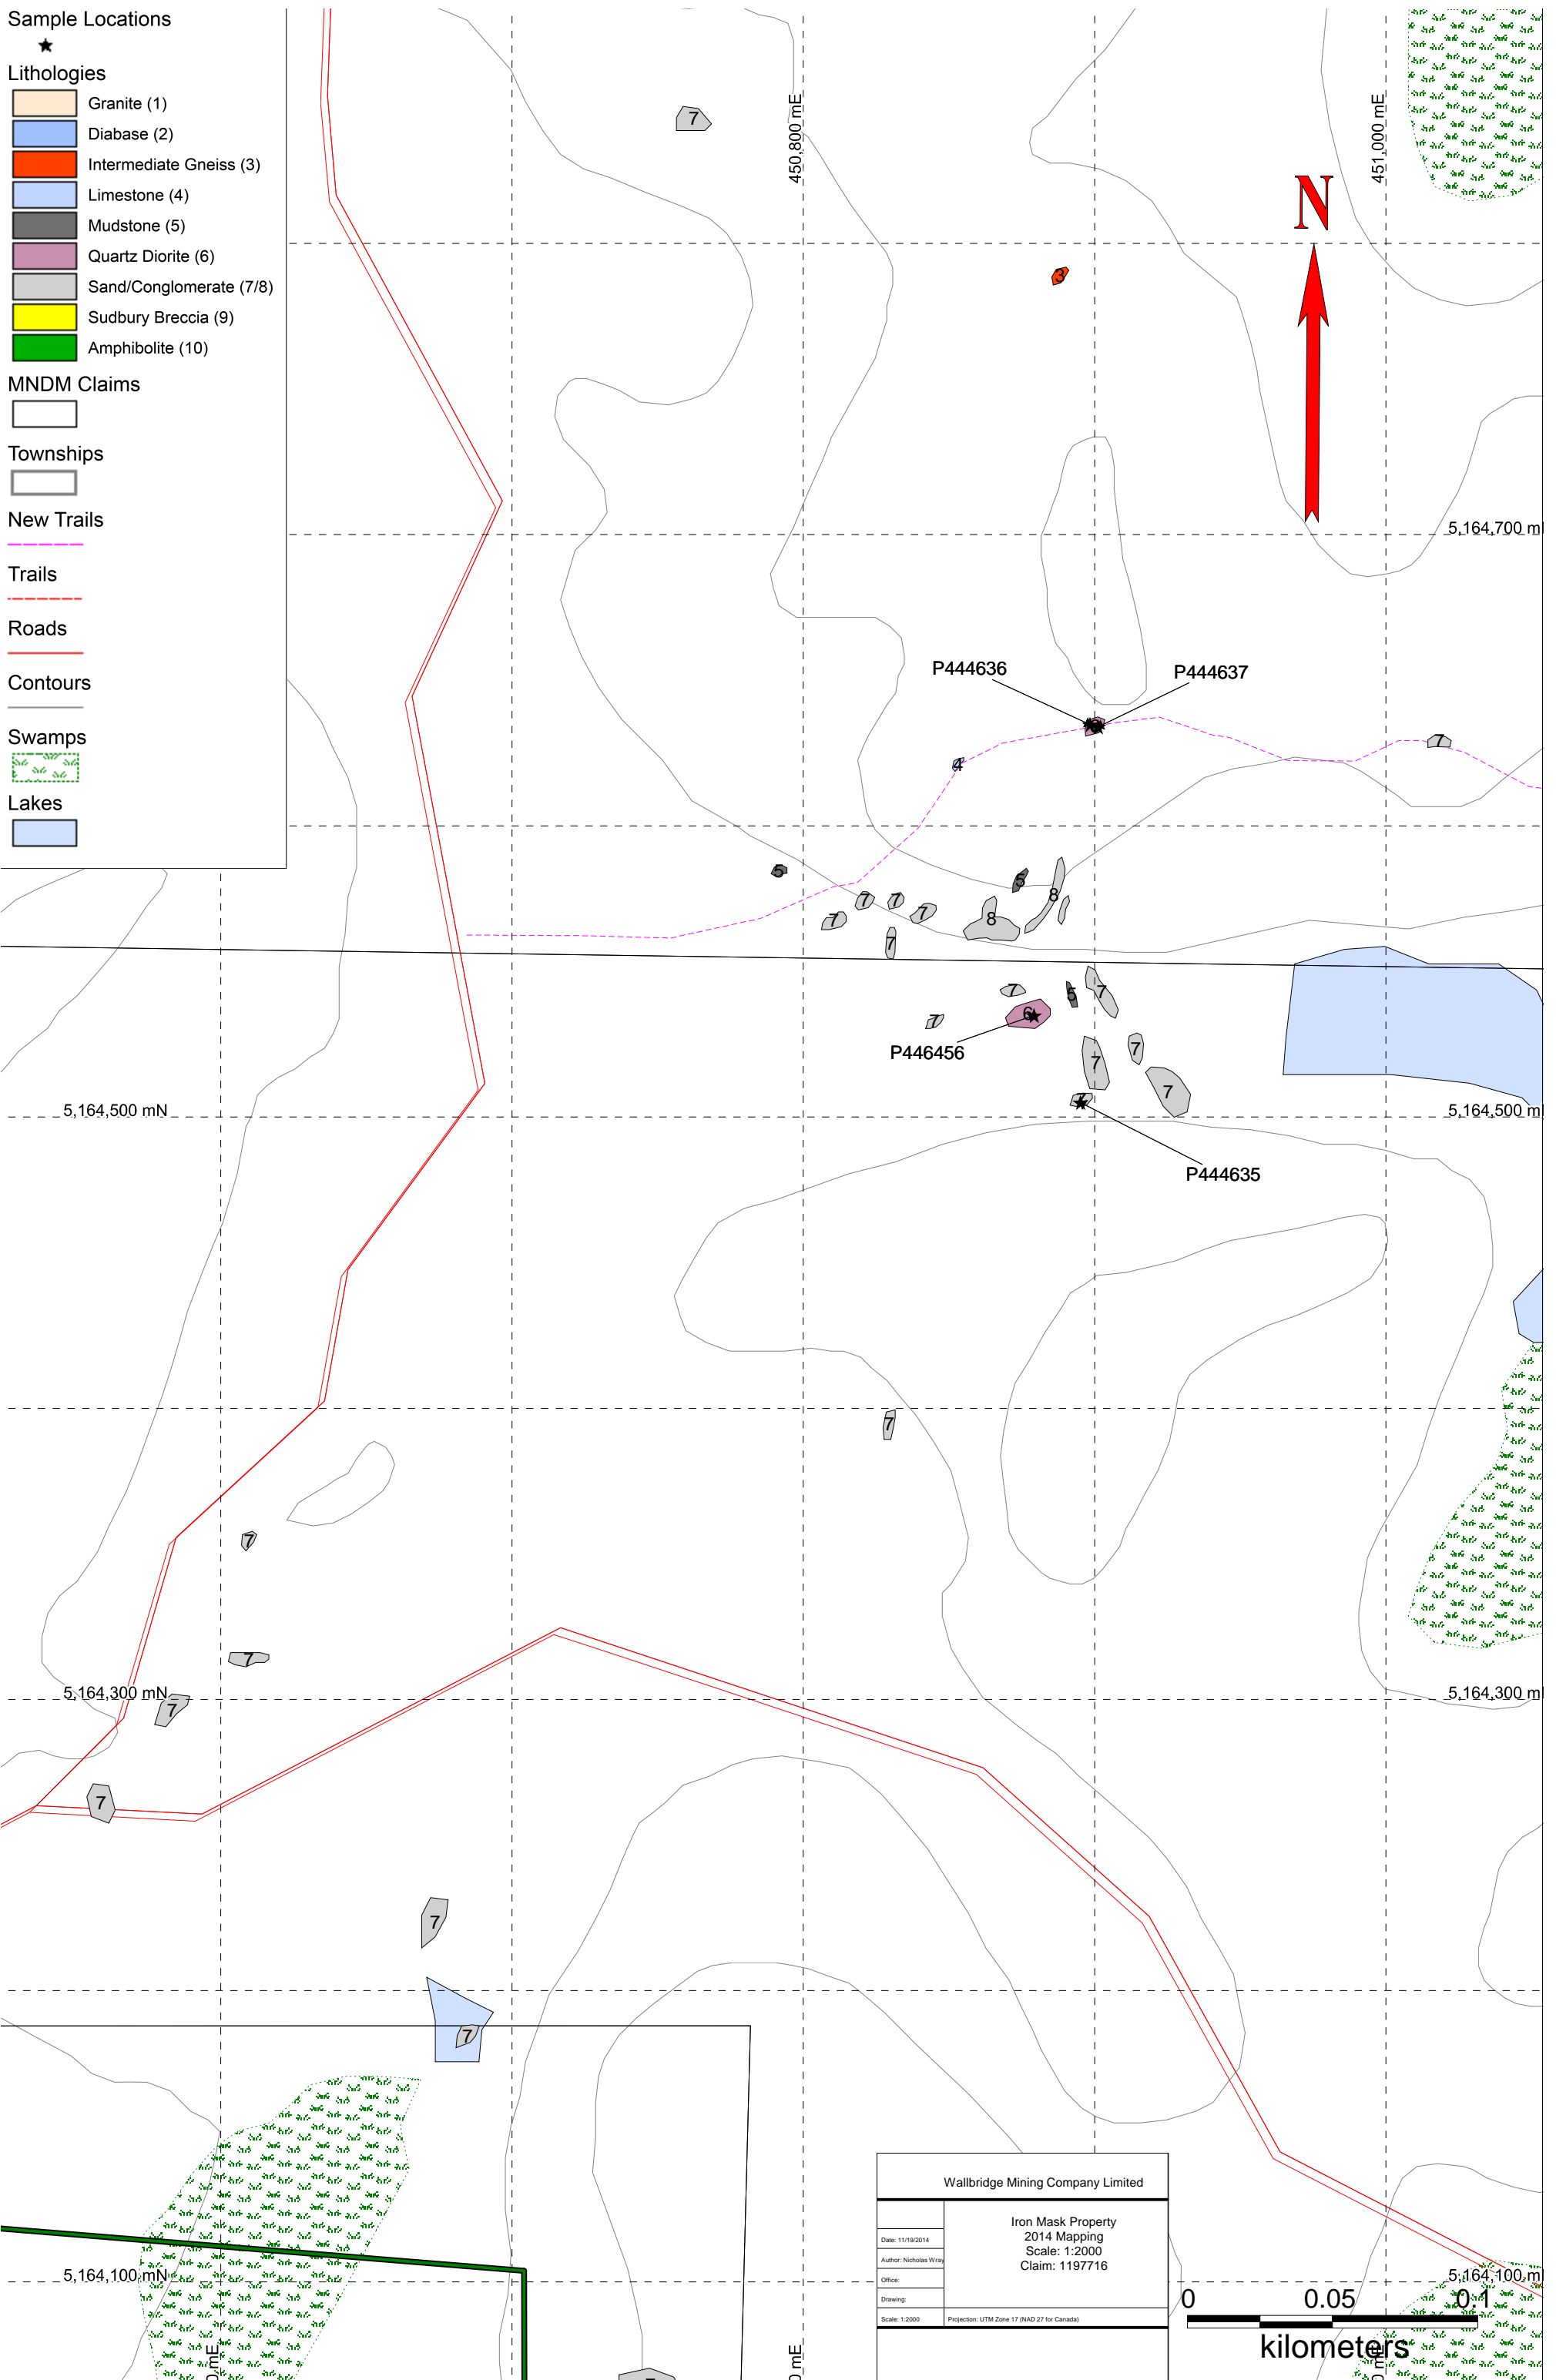 Sample Locations
Lithologies
Granite (1)
Diabase (2)
Intermediate Gneiss (3)
Limestone (4)
Mudstone (5)
Quartz Diorite (6)
Sand/Conglomerate (7/8)
Sudbury Breccia (9)
Amphibolite (10)
MNDM Claims
Townships
New Trails
Trails
Roads
Contours
Swamps
Lakes
7
450,800 mE
451,000 mE
N
3
5,164,700 m
P444636
P444637
4
7
5
5
7
7
7
7
8
8
7
7
5
7
6
7
P446456
7
7
7
5,164,500 mN
5,164,500 m
P444635
7
7
7
5,164,300 mN
5,164,300 m
7
7
7
7
5,164,100 mN
5,164,100 m
Wallbridge Mining Company Limited
Iron Mask Property
2014 Mapping
Scale: 1:2000
Claim: 1197716
Date: 11/19/2014
Author: Nicholas Wray
Office:
Drawing:
Scale: 1:2000
Projection: UTM Zone 17 (NAD 27 for Canada)
0 0.05 0.1
kilometers
0 mE
0 mE
0 mE